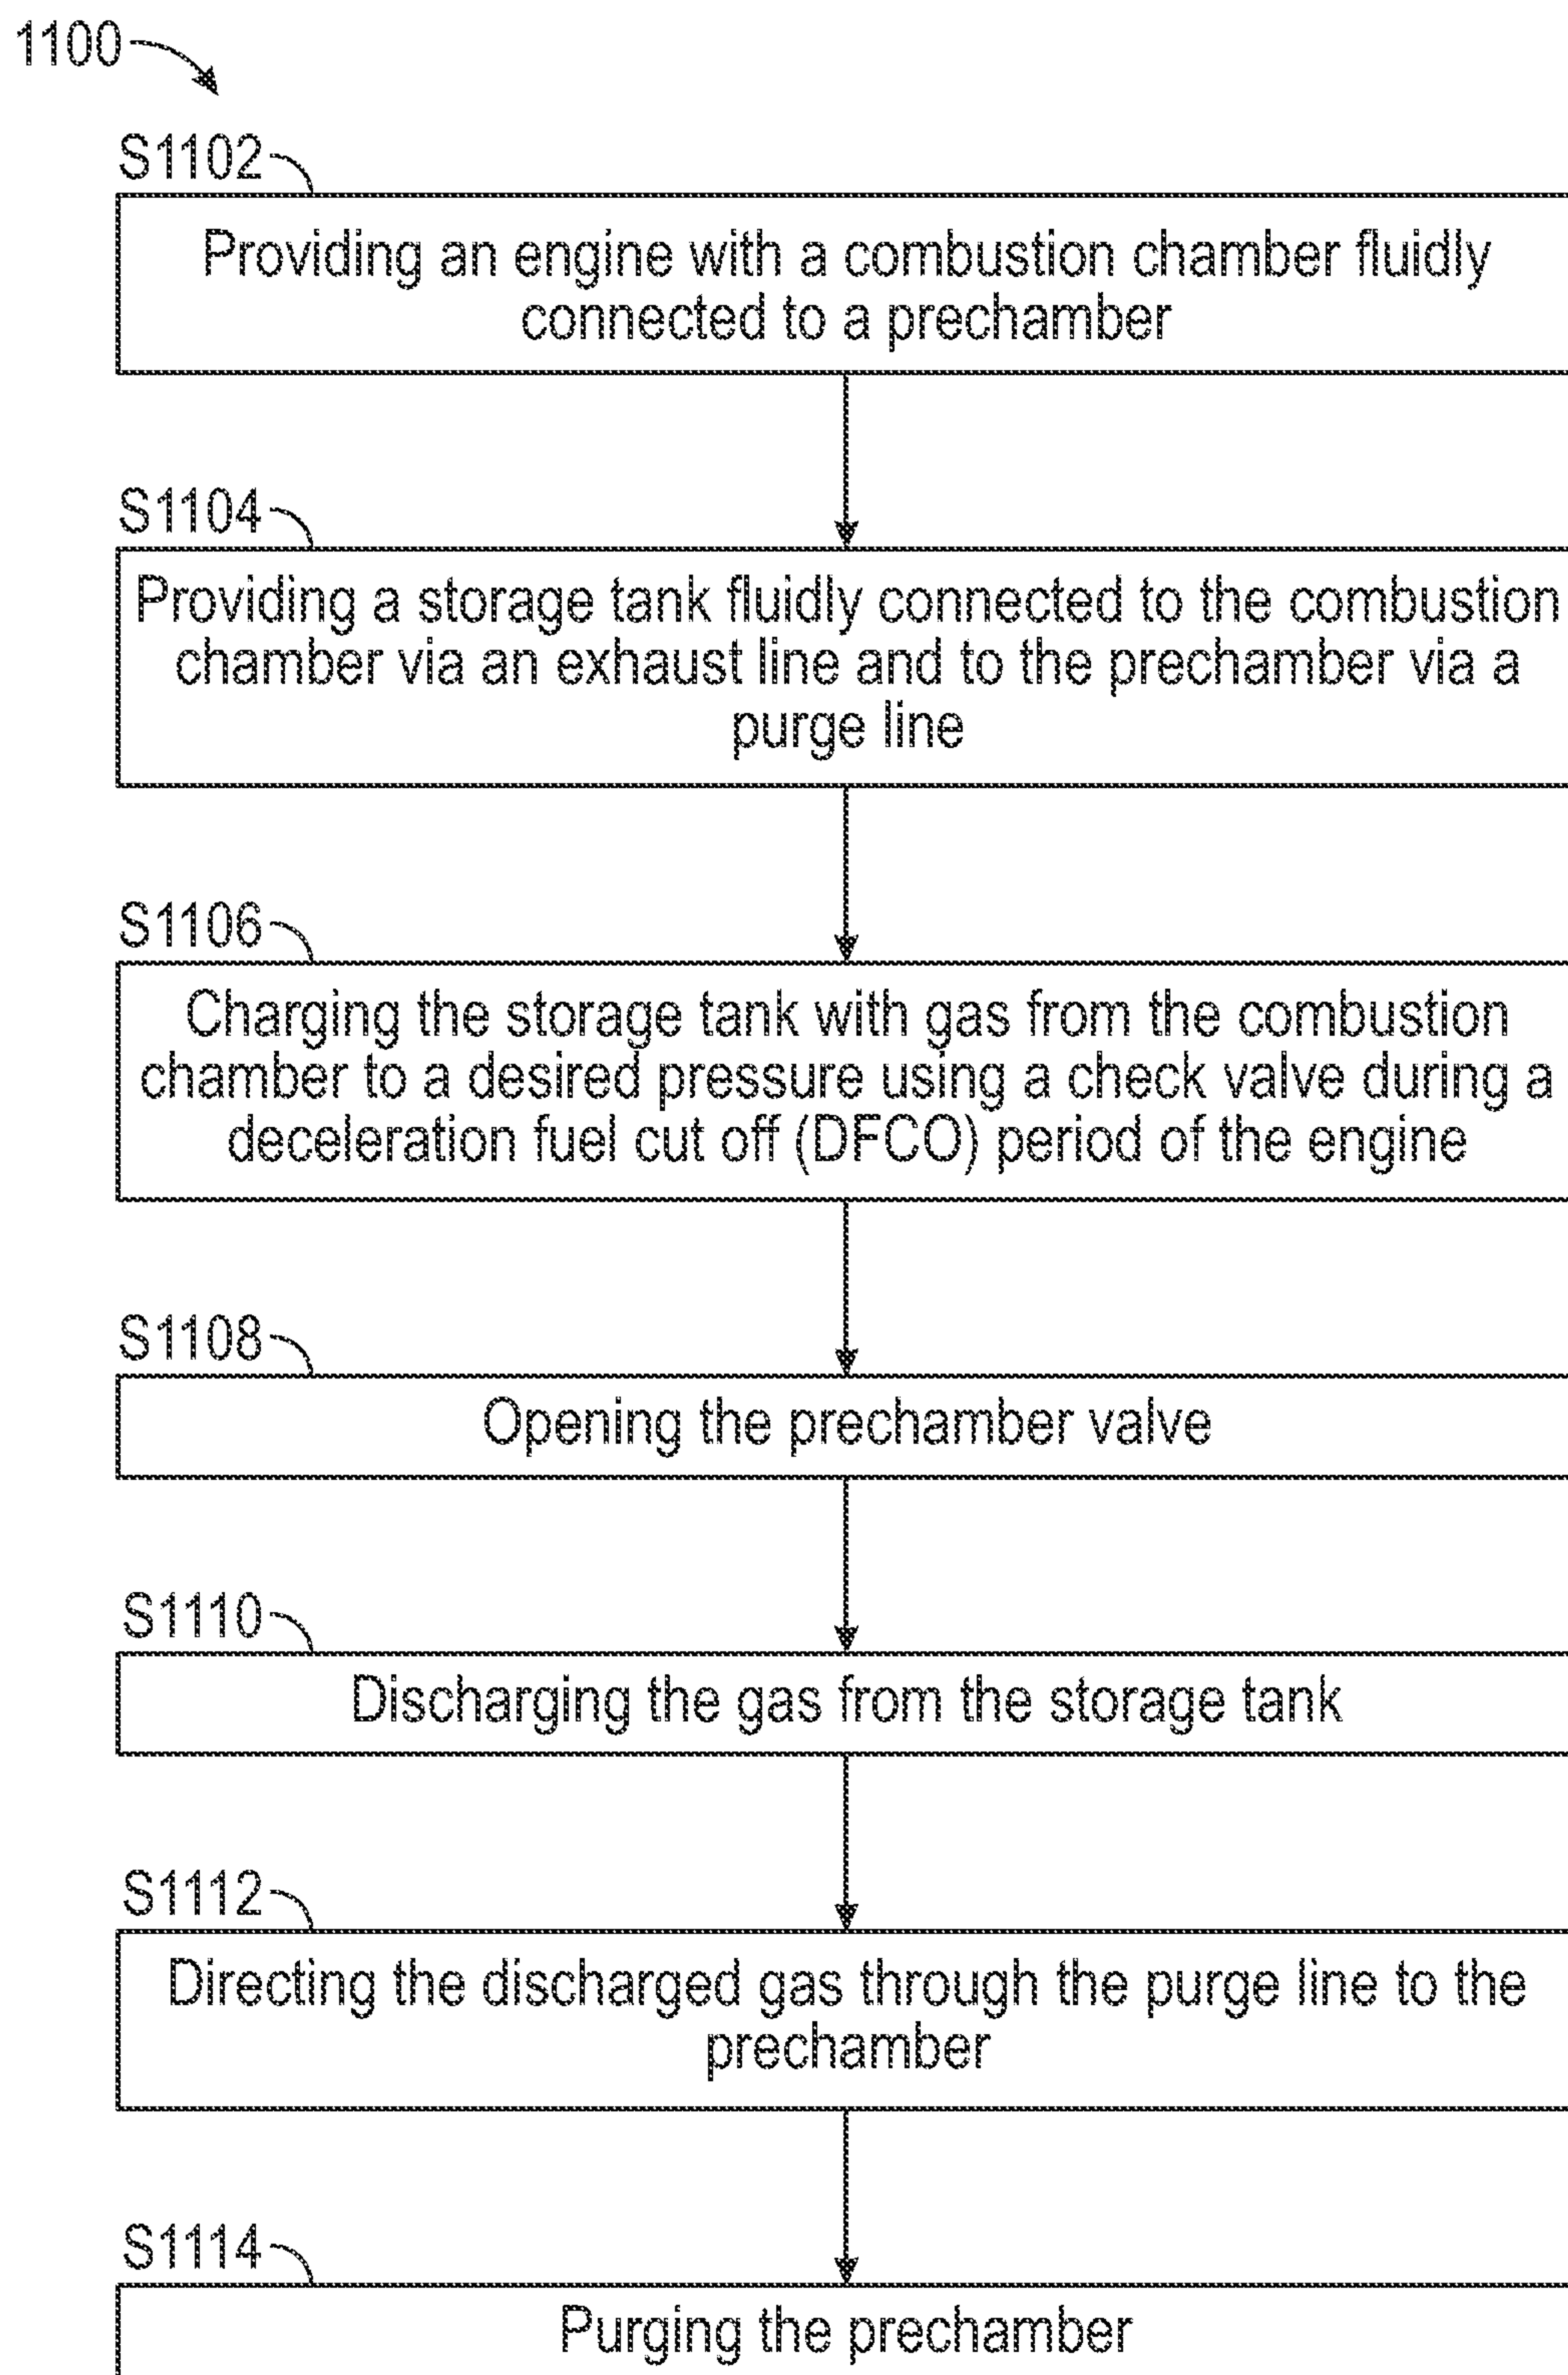 1100
S1102
Providing an engine with a combustion chamber fluidly
connected to a prechamber
S1104
Providing a storage tank fluidly connected to the combustion
chamber via an exhaust line and to the prechamber via a
purge line
S1106
Charging the storage tank with gas from the combustion
chamber to a desired pressure using a check valve during a
deceleration fuel cut off (DFCO) period of the engine
S1108
Opening the prechamber valve
S1110
Discharging the gas from the storage tank
S1112
Directing the discharged gas through the purge line to the
prechamber
S1114
Purging the prechamber